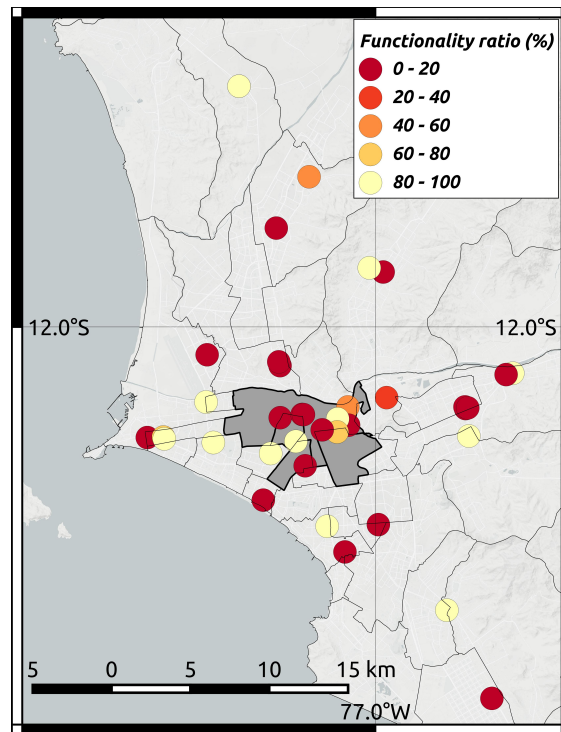 Functionality ratio (%)
0 - 20
20 - 40
40 - 60
60 - 80
80 - 100
12.0°S 12.0°S
5 0 5 10 15 km
77.0°W